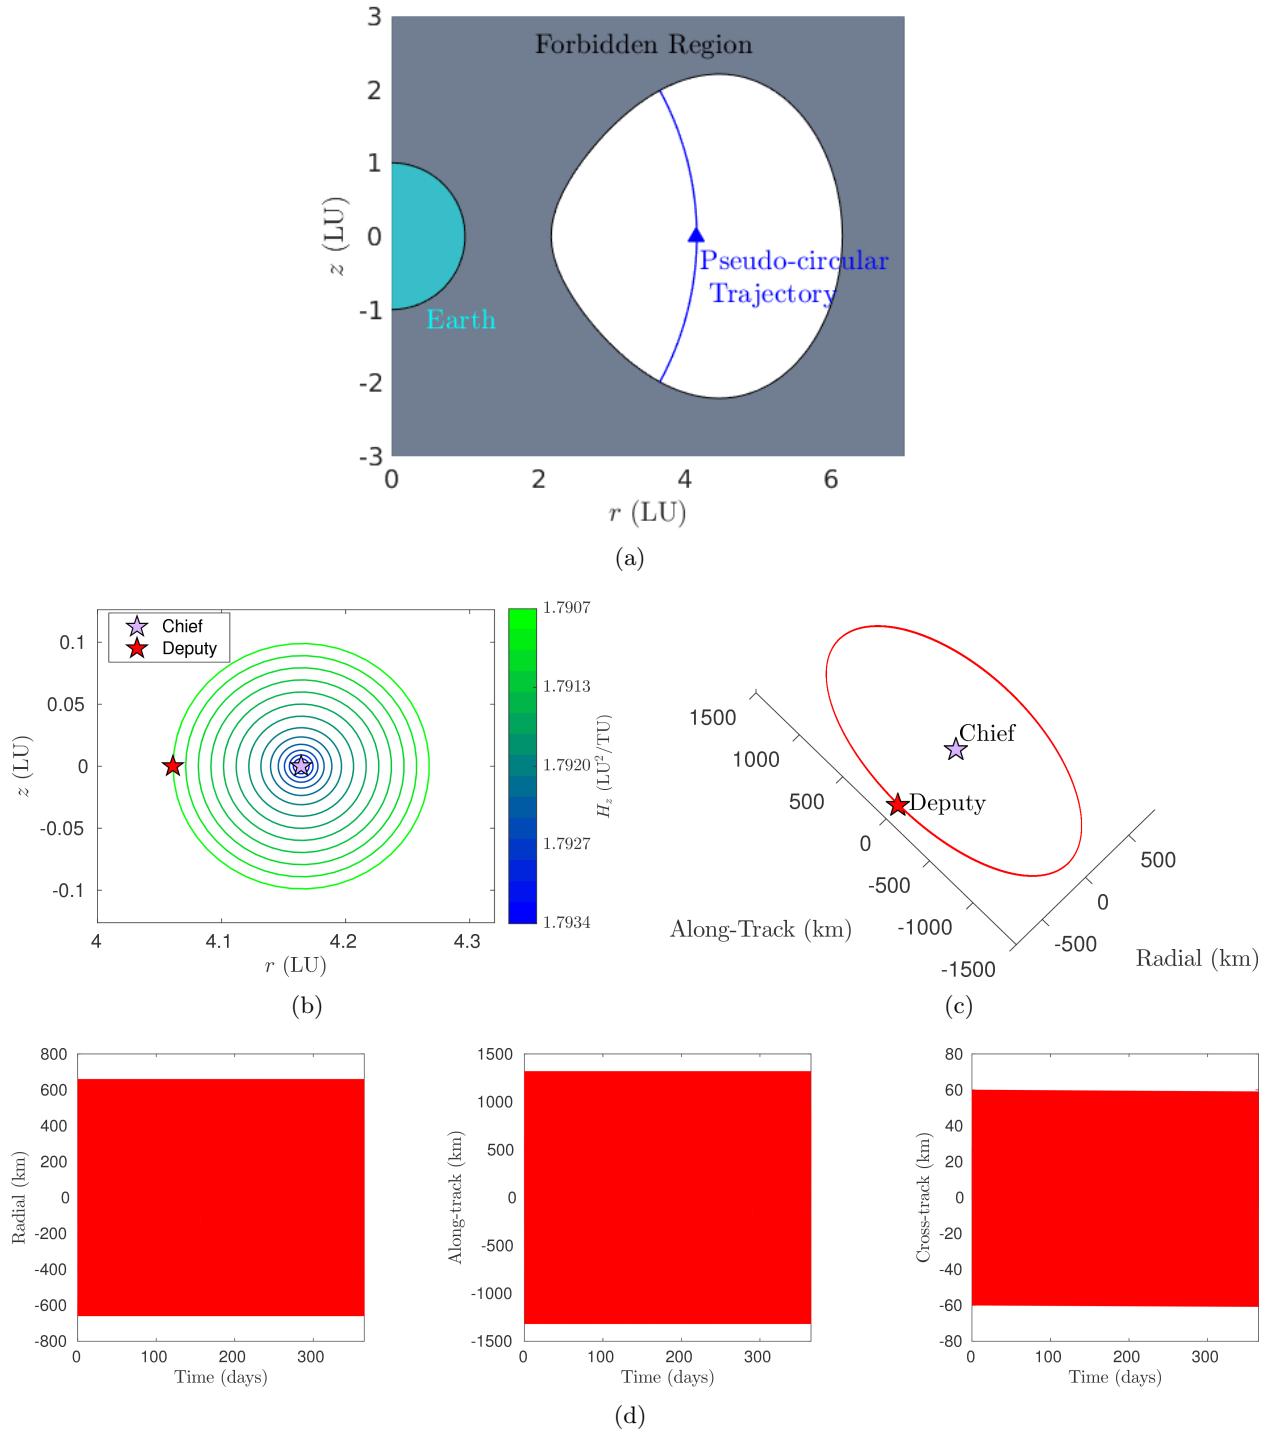 3
Forbidden Region
2
1
0
-1
-2
-3
z (LU)
Pseudo-circular
Trajectory
Earth
0 2 4 6
r (LU)
(a)
Chief
Deputy
0.1
0.05
0
-0.05
-0.1
z (LU)
4 4.1 4.2 4.3
r (LU)
1.7907
1.7913
1.7920
1.7927
1.7934
H_z (LU²/TU)
(b)
Chief
Deputy
1500
1000
500
0
-500
-1000
-1500
Along-Track (km)
500
0
-500
Radial (km)
(c)
800
600
400
200
0
-200
-400
-600
-800
Radial (km)
0 100 200 300
Time (days)
1500
1000
500
0
-500
-1000
-1500
Along-track (km)
0 100 200 300
Time (days)
80
60
40
20
0
-20
-40
-60
-80
Cross-track (km)
0 100 200 300
Time (days)
(d)